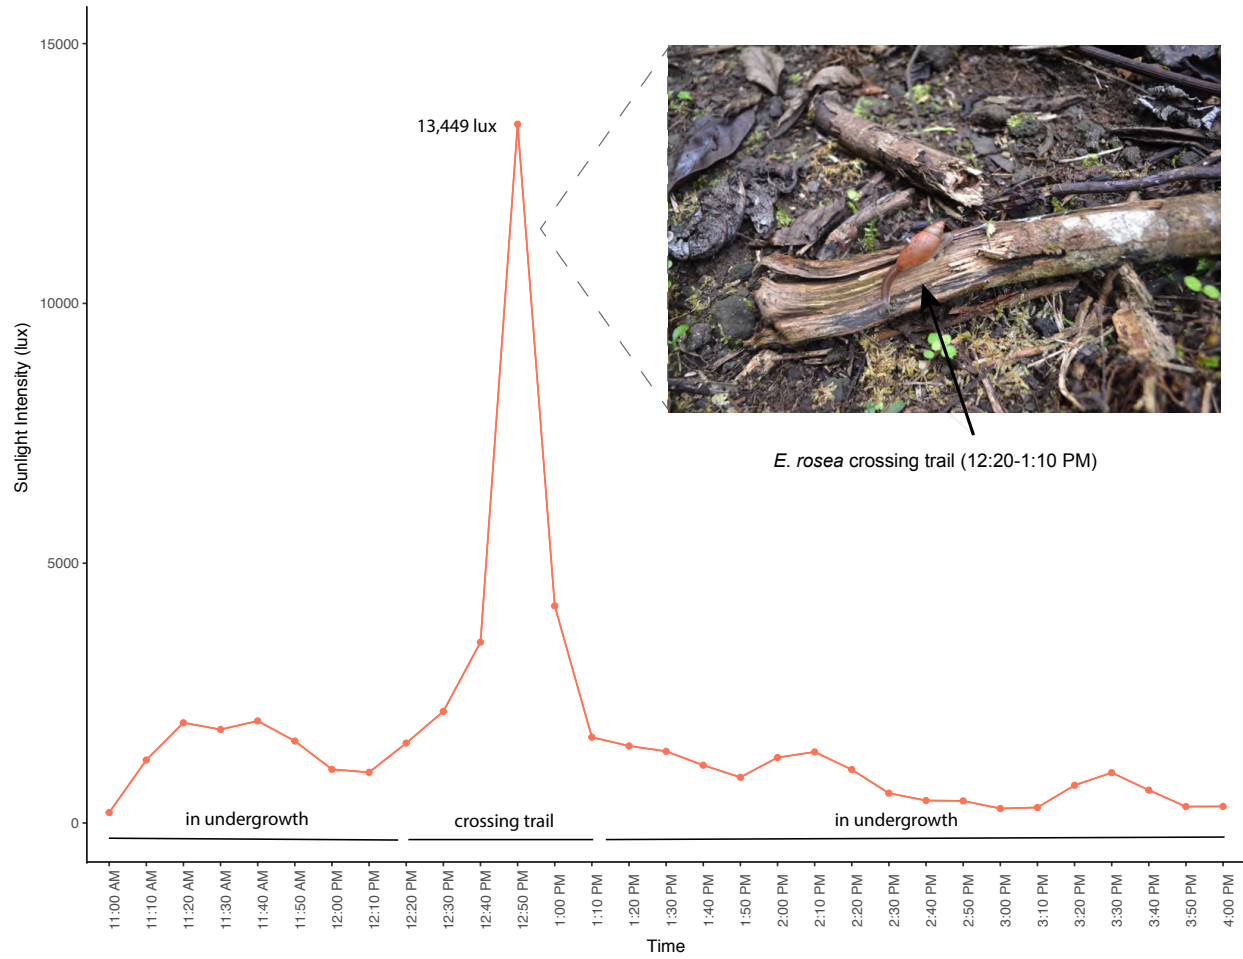 15000
13,449 lux
10000
Sunlight Intensity (lux)
E. rosea crossing trail (12:20-1:10 PM)
5000
0
in undergrowth
crossing trail
in undergrowth
11:00 AM
11:10 AM
11:20 AM
11:30 AM
11:40 AM
11:50 AM
12:00 PM
12:10 PM
12:20 PM
12:30 PM
12:40 PM
12:50 PM
1:00 PM
1:10 PM
1:20 PM
1:30 PM
1:40 PM
1:50 PM
2:00 PM
2:10 PM
2:20 PM
2:30 PM
2:40 PM
2:50 PM
3:00 PM
3:10 PM
3:20 PM
3:30 PM
3:40 PM
3:50 PM
4:00 PM
Time